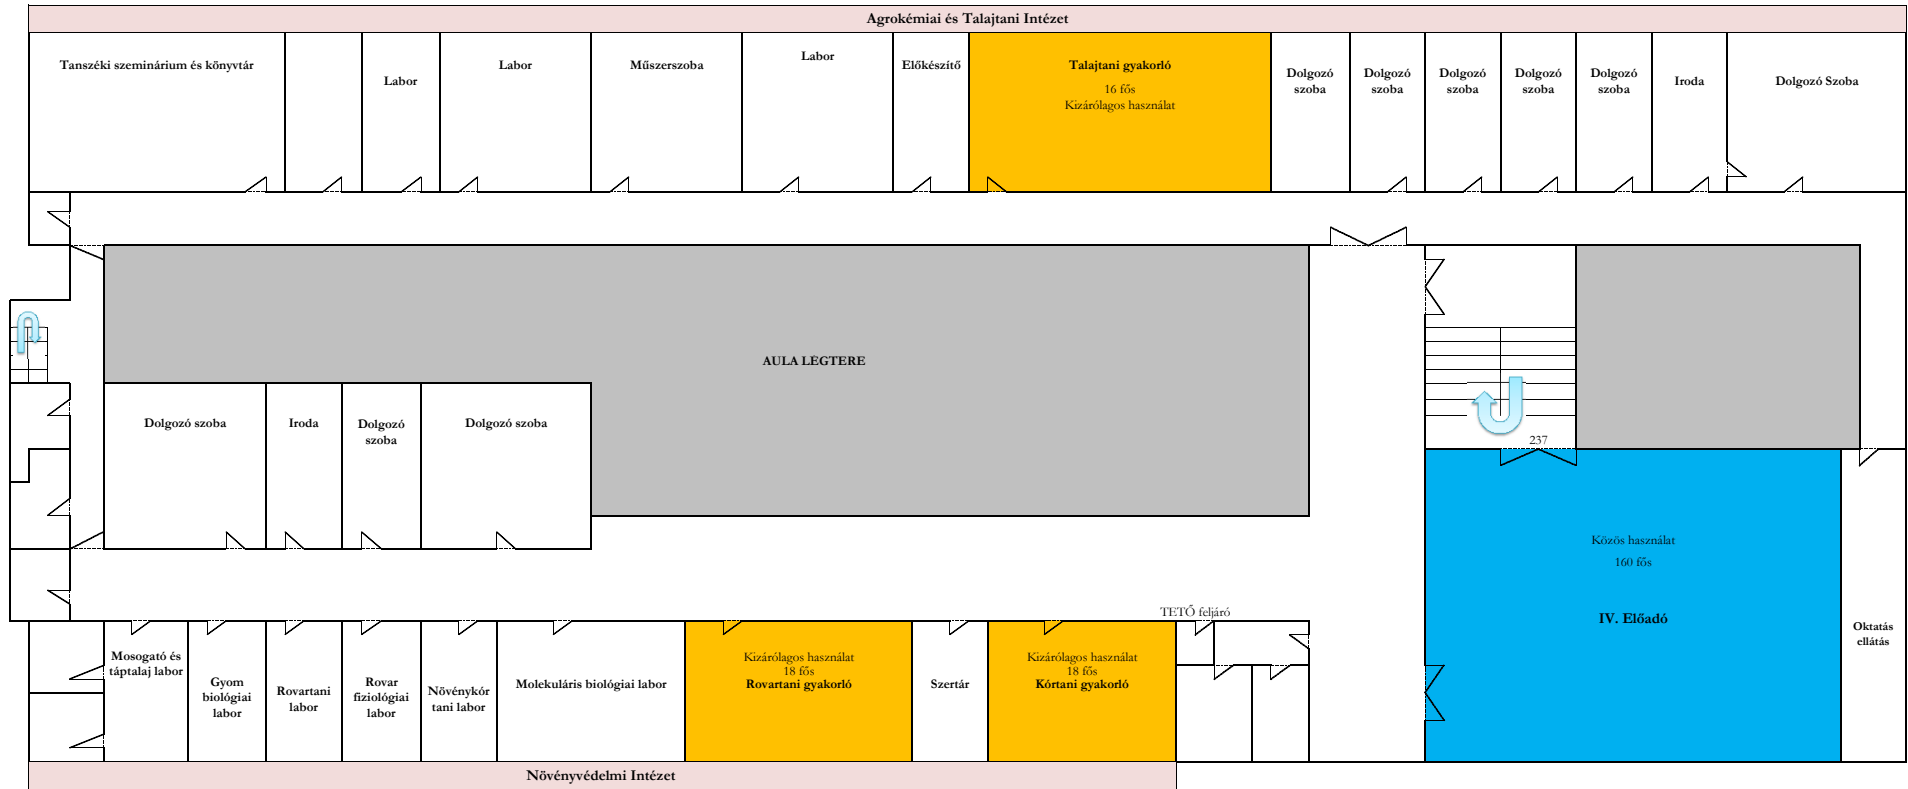 Agrokémiai és Talajtani Intézet
Tanszéki szeminárium és könyvtár
Labor
Labor
Műszerszoba
Labor
Előkészítő
Talajtani gyakorló
16 fős
Kizárólagos használat
Dolgozó
szoba
Dolgozó
szoba
Dolgozó
szoba
Dolgozó
szoba
Dolgozó
szoba
Iroda
Dolgozó Szoba
AULA LÉGTERE
Dolgozó szoba
Iroda
Dolgozó
szoba
Dolgozó szoba
237
Közös használat
160 fős
IV. Előadó
Oktatás
ellátás
TETŐ feljáró
Mosogató és
táptalaj labor
Gyom
biológiai
labor
Rovartani
labor
Rovar
fiziológiai
labor
Növénykór
tani labor
Molekuláris biológiai labor
Kizárólagos használat
18 fős
Rovartani gyakorló
Szertár
Kizárólagos használat
18 fős
Kórtani gyakorló
Növényvédelmi Intézet